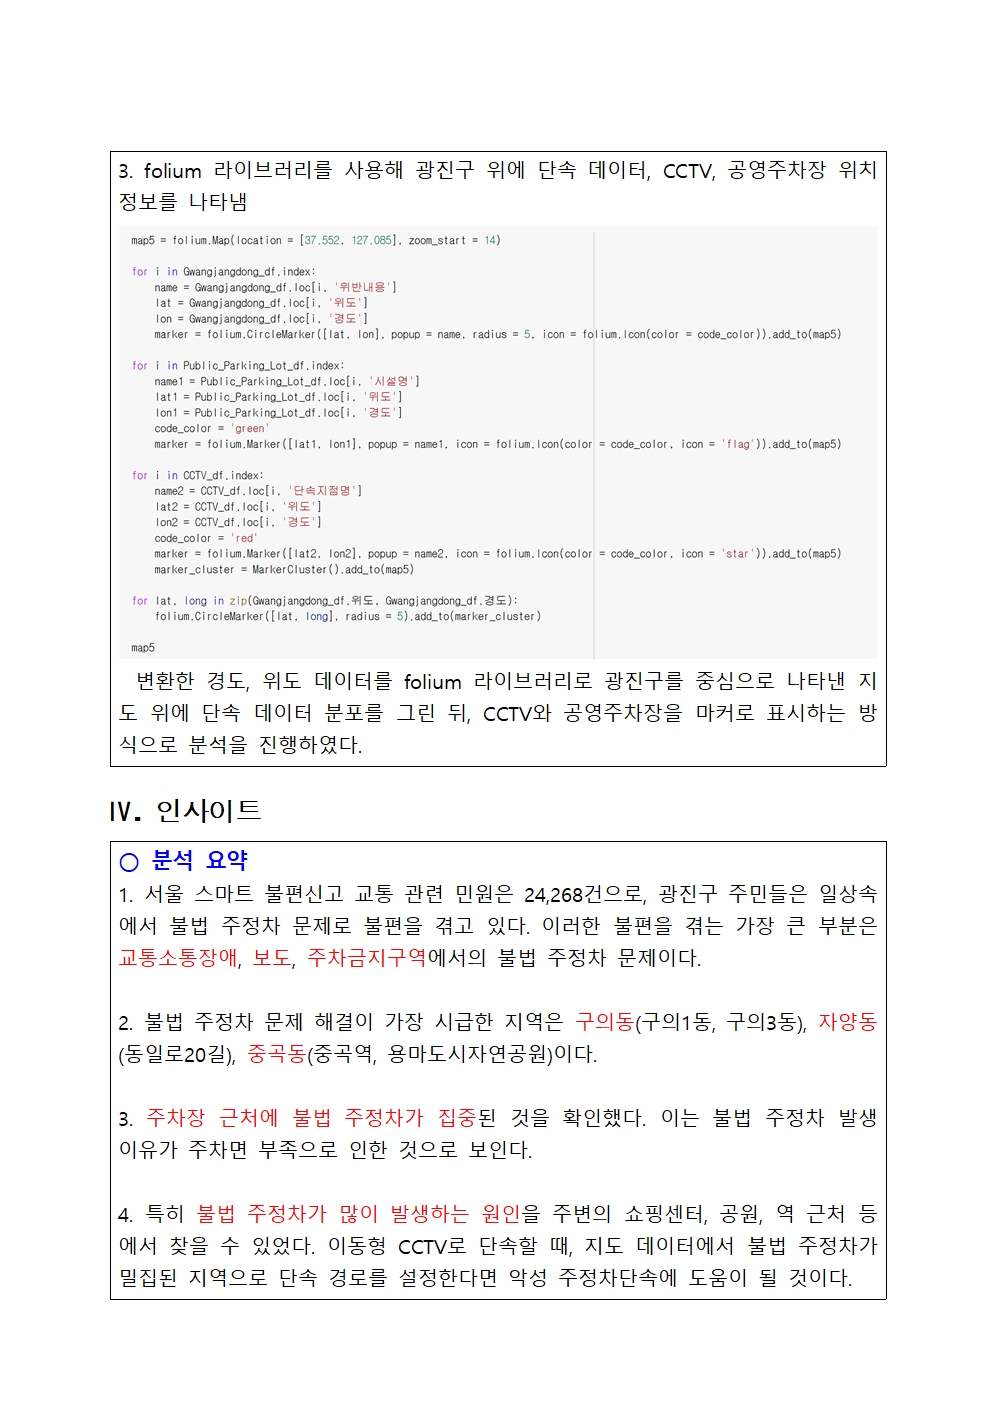 3. folium 라이브러리를 사용해 광진구 위에 단속 데이터, CCTV, 공영주차장 위치
정보를 나타냄
map5 = folium.Map(location = [37.552, 127.085], zoom_start = 14)
for i in Gwangjangdong_df.index:
name = Gwangjangdong_df.loc[i, '위반내용']
lat = Gwangjangdong_df.loc[i, '위도']
lon = Gwangjangdong_df.loc[i, '경도']
marker = folium.CircleMarker([lat, lon], popup = name, radius = 5, icon = folium.Icon(color = code_color)).add_to(map5)
for i in Public_Parking_Lot_df.index:
name1 = Public_Parking_Lot_df.loc[i, '시설명']
lat1 = Public_Parking_Lot_df.loc[i, '위도']
lon1 = Public_Parking_Lot_df.loc[i, '경도']
code_color = 'green'
marker = folium.Marker([lat1, lon1], popup = name1, icon = folium.Icon(color = code_color, icon = 'flag')).add_to(map5)
for i in CCTV_df.index:
name2 = CCTV_df.loc[i, '단속지점명']
lat2 = CCTV_df.loc[i, '위도']
lon2 = CCTV_df.loc[i, '경도']
code_color = 'red'
marker = folium.Marker([lat2, lon2], popup = name2, icon = folium.Icon(color = code_color, icon = 'star')).add_to(map5)
marker_cluster = MarkerCluster().add_to(map5)
for lat, long in zip(Gwangjangdong_df.위도, Gwangjangdong_df.경도):
folium.CircleMarker([lat, long], radius = 5).add_to(marker_cluster)
map5
변환한 경도, 위도 데이터를 folium 라이브러리로 광진구를 중심으로 나타낸 지
도 위에 단속 데이터 분포를 그린 뒤, CCTV와 공영주차장을 마커로 표시하는 방
식으로 분석을 진행하였다.
Ⅳ. 인사이트
○ 분석 요약
1. 서울 스마트 불편신고 교통 관련 민원은 24,268건으로, 광진구 주민들은 일상속
에서 불법 주정차 문제로 불편을 겪고 있다. 이러한 불편을 겪는 가장 큰 부분은
교통소통장애, 보도, 주차금지구역에서의 불법 주정차 문제이다.
2. 불법 주정차 문제 해결이 가장 시급한 지역은 구의동(구의1동, 구의3동), 자양동
(동일로20길), 중곡동(중곡역, 용마도시자연공원)이다.
3. 주차장 근처에 불법 주정차가 집중된 것을 확인했다. 이는 불법 주정차 발생
이유가 주차면 부족으로 인한 것으로 보인다.
4. 특히 불법 주정차가 많이 발생하는 원인을 주변의 쇼핑센터, 공원, 역 근처 등
에서 찾을 수 있었다. 이동형 CCTV로 단속할 때, 지도 데이터에서 불법 주정차가
밀집된 지역으로 단속 경로를 설정한다면 악성 주정차단속에 도움이 될 것이다.